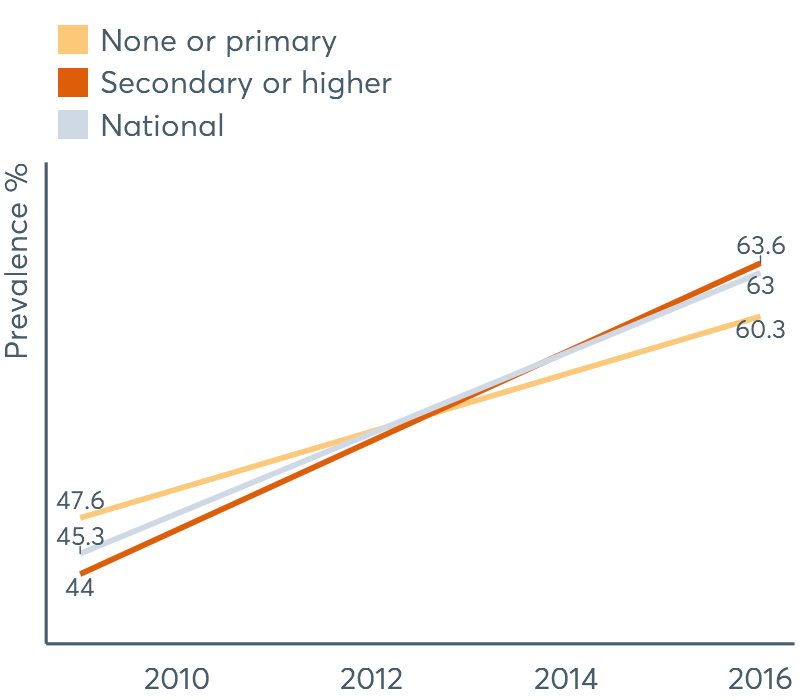 None or primary
Secondary or higher
National
Prevalence %
63.6
63
60.3
47.6
45.3
44
2010 2012 2014 2016